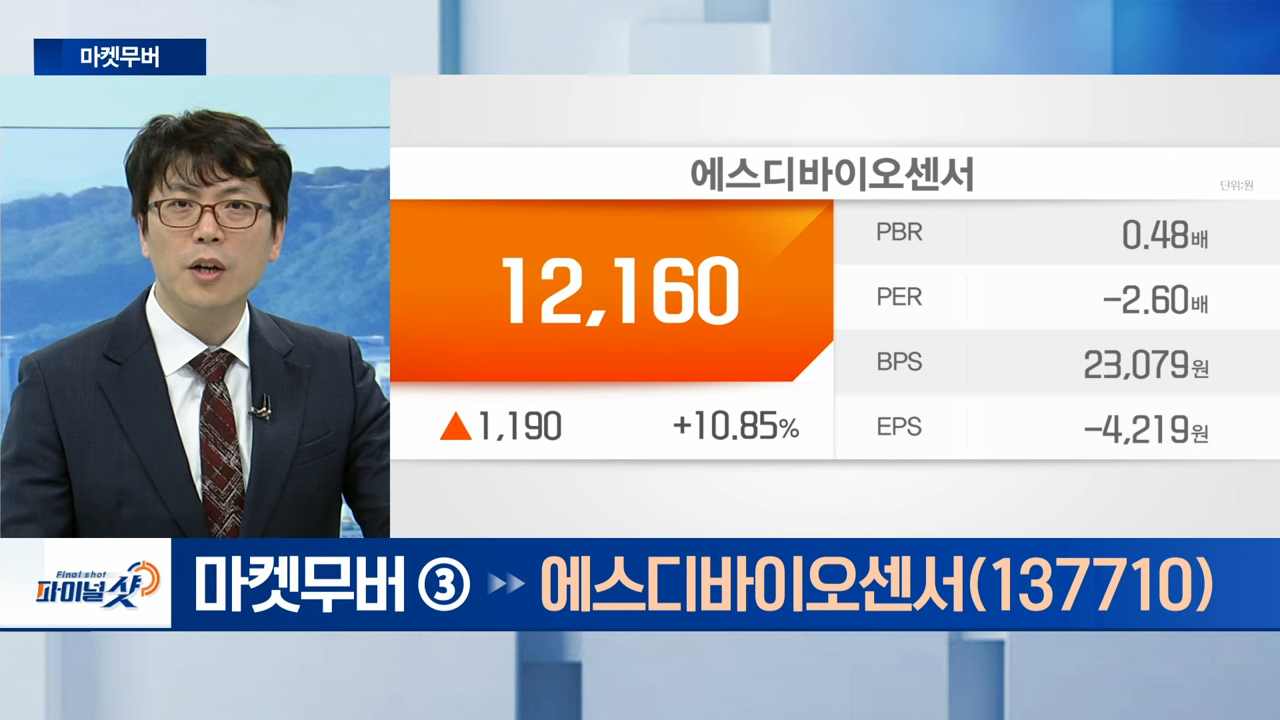 마켓무버
에스디바이오센서
단위:원
12,160
▲1,190 +10.85%
PBR 0.48배
PER -2.60배
BPS 23,079원
EPS -4,219원
Final shot
파이널샷
마켓무버 ③ 에스디바이오센서(137710)